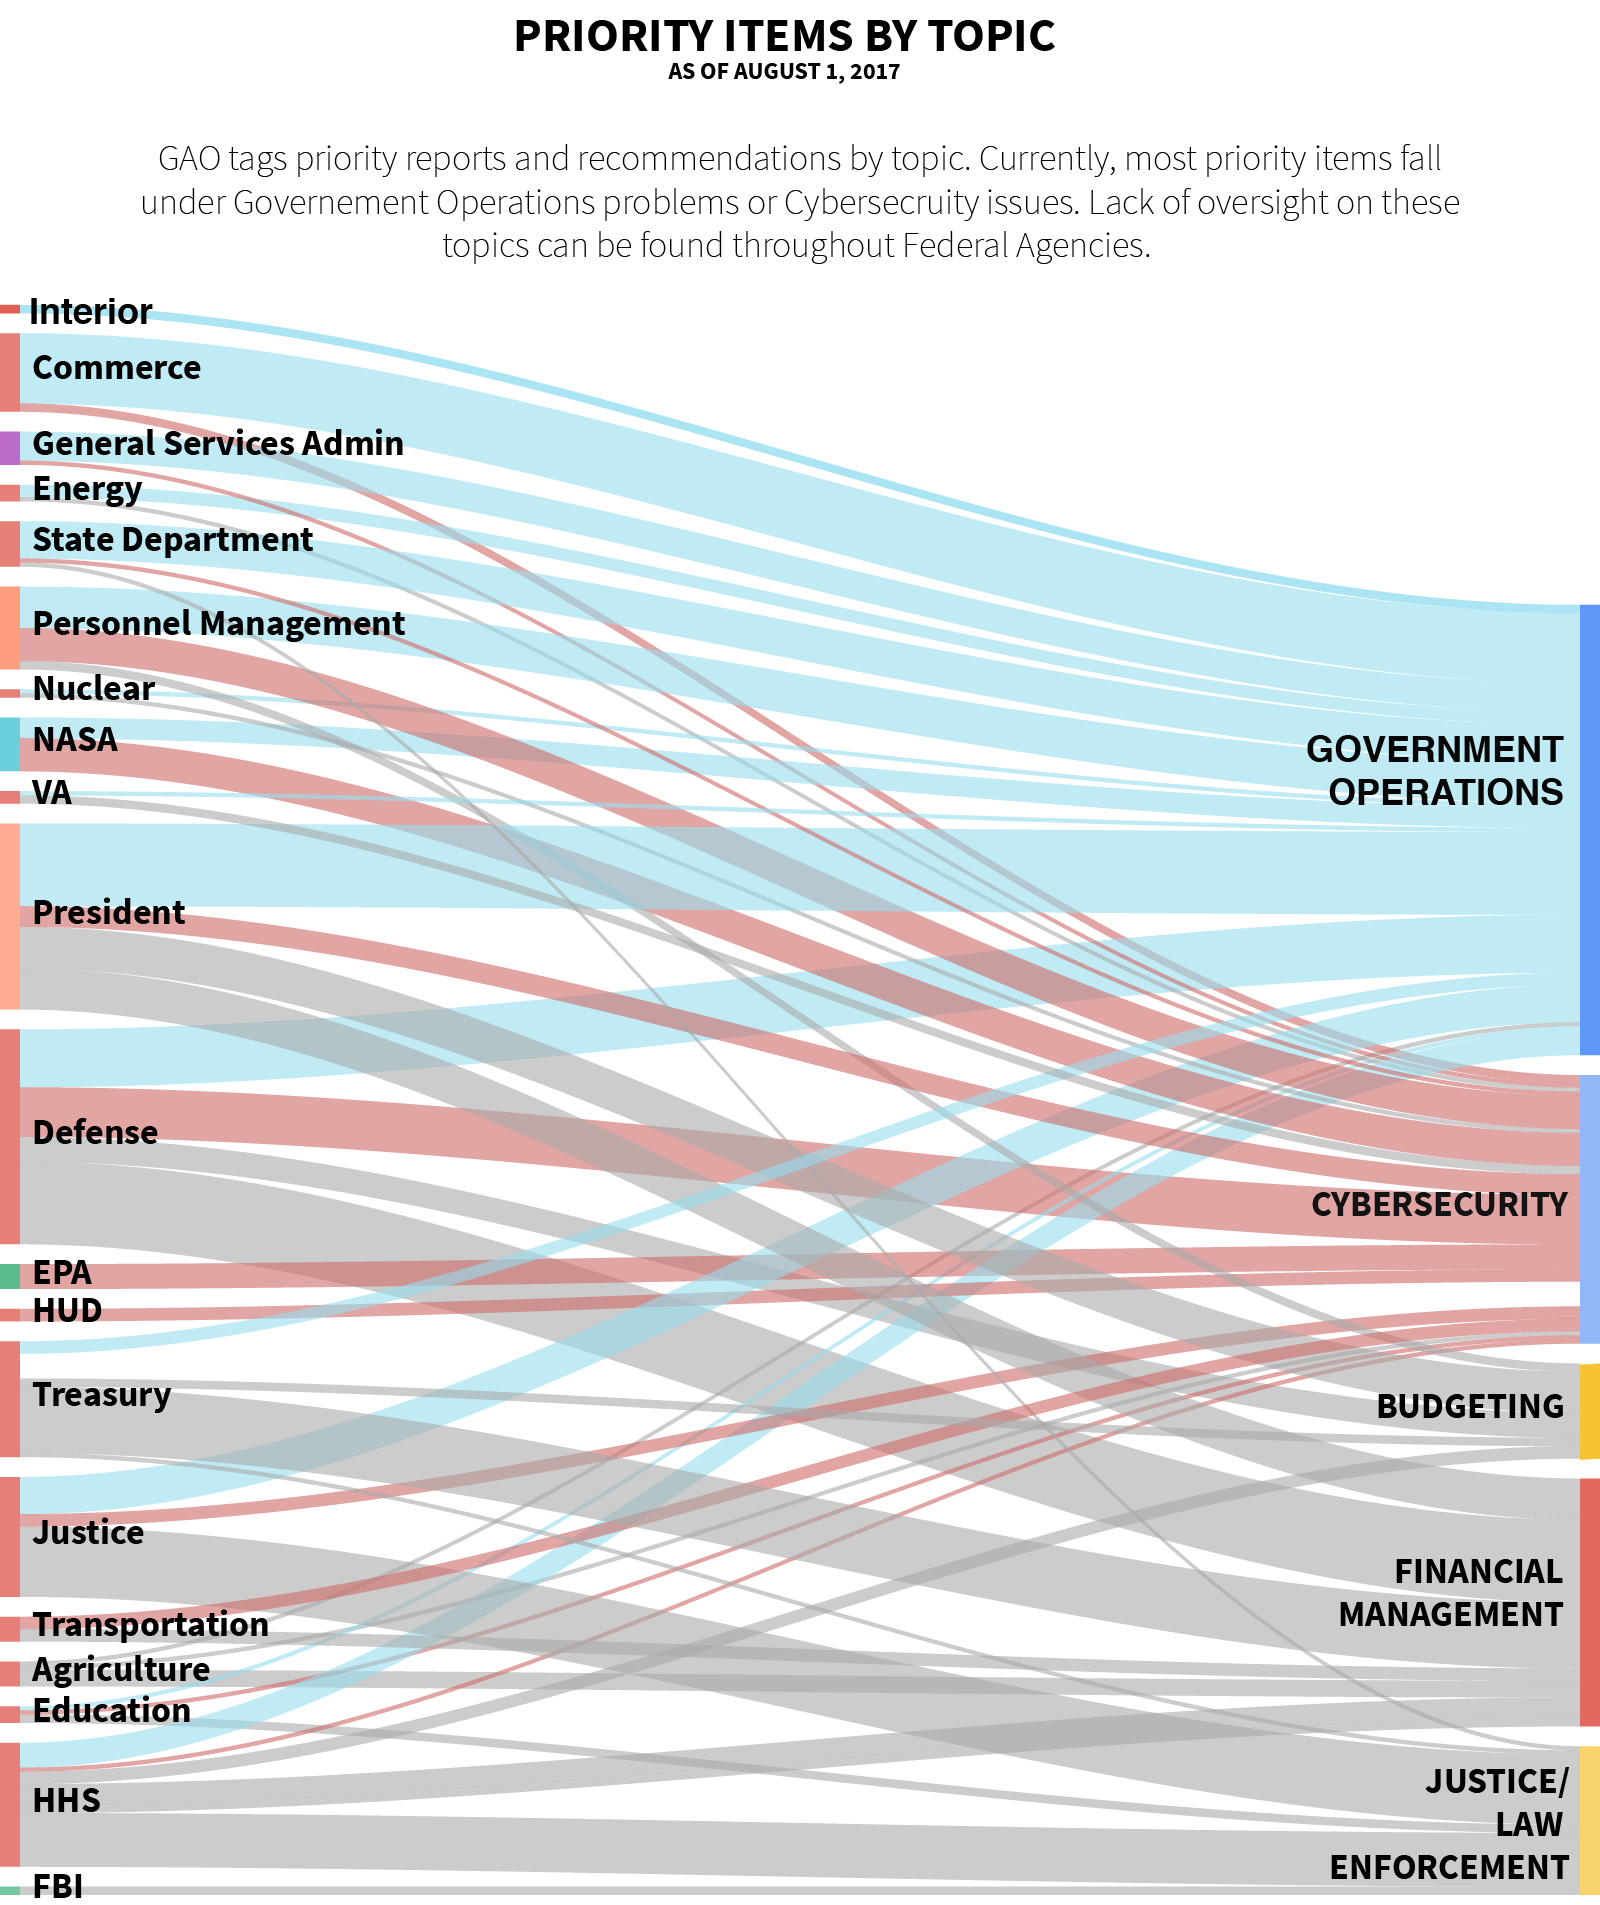 PRIORITY ITEMS BY TOPIC
AS OF AUGUST 1, 2017
GAO tags priority reports and recommendations by topic. Currently, most priority items fall
under Governement Operations problems or Cybersecruity issues. Lack of oversight on these
topics can be found throughout Federal Agencies.
Interior
Commerce
General Services Admin
Energy
State Department
Personnel Management
Nuclear
NASA
VA
President
Defense
EPA
HUD
Treasury
Justice
Transportation
Agriculture
Education
HHS
FBI
GOVERNMENT
OPERATIONS
CYBERSECURITY
BUDGETING
FINANCIAL
MANAGEMENT
JUSTICE/
LAW
ENFORCEMENT